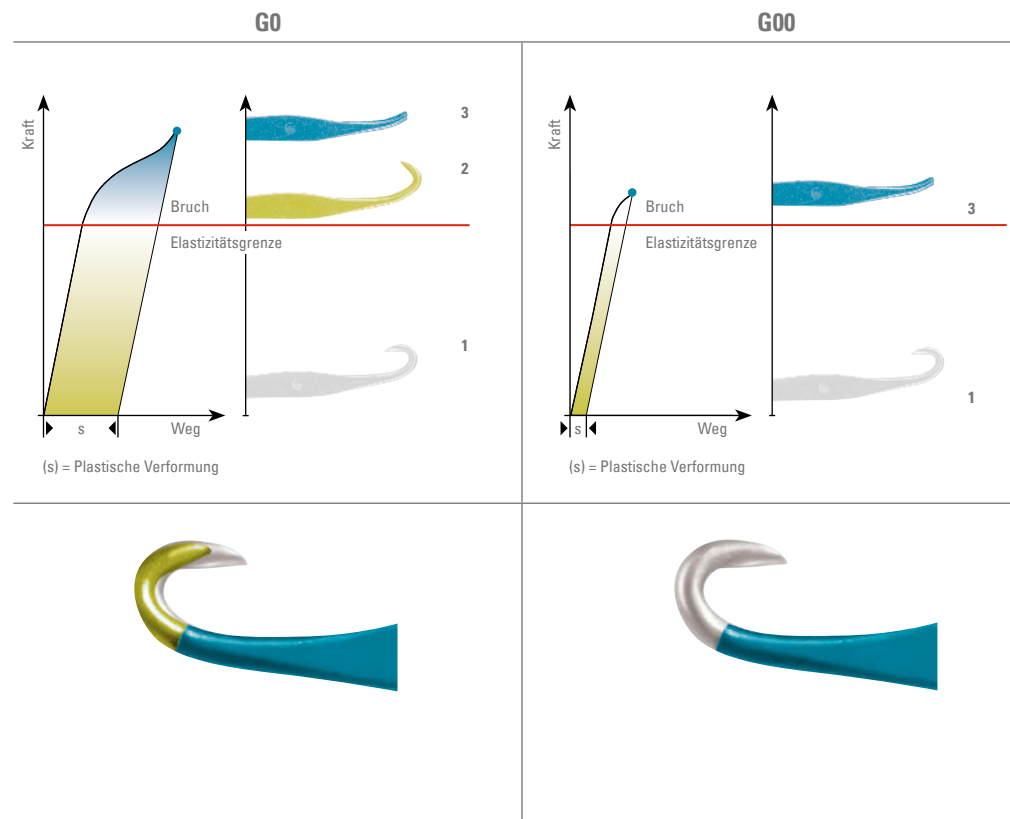 G0
Kraft
3
2
Bruch
Elastizitätsgrenze
1
s
Weg
(s) = Plastische Verformung
G00
Kraft
Bruch
3
Elastizitätsgrenze
1
s
Weg
(s) = Plastische Verformung